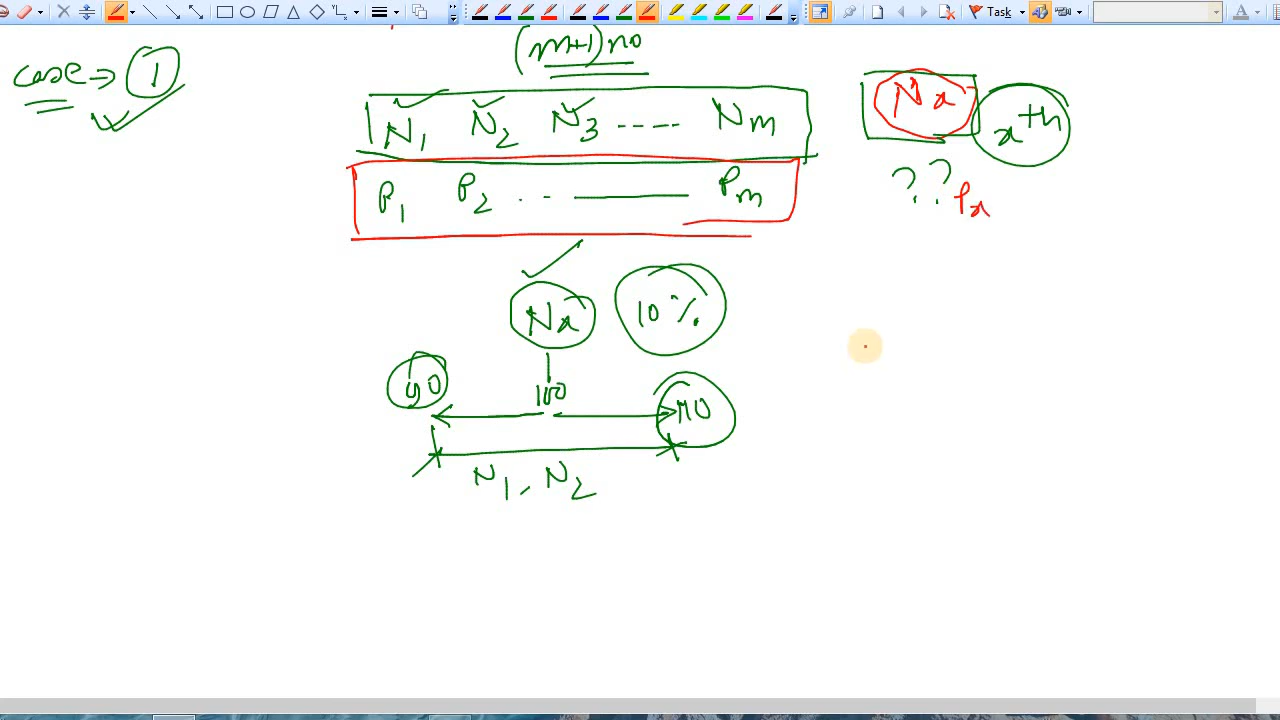 Task
A
(m+1) no
case ⇒ 1
N1 N2 N3 ----- Nm
Nx xth
P1 P2 .. —— Pm
?? Px
Nx 10%
90 100 110
N1, N2